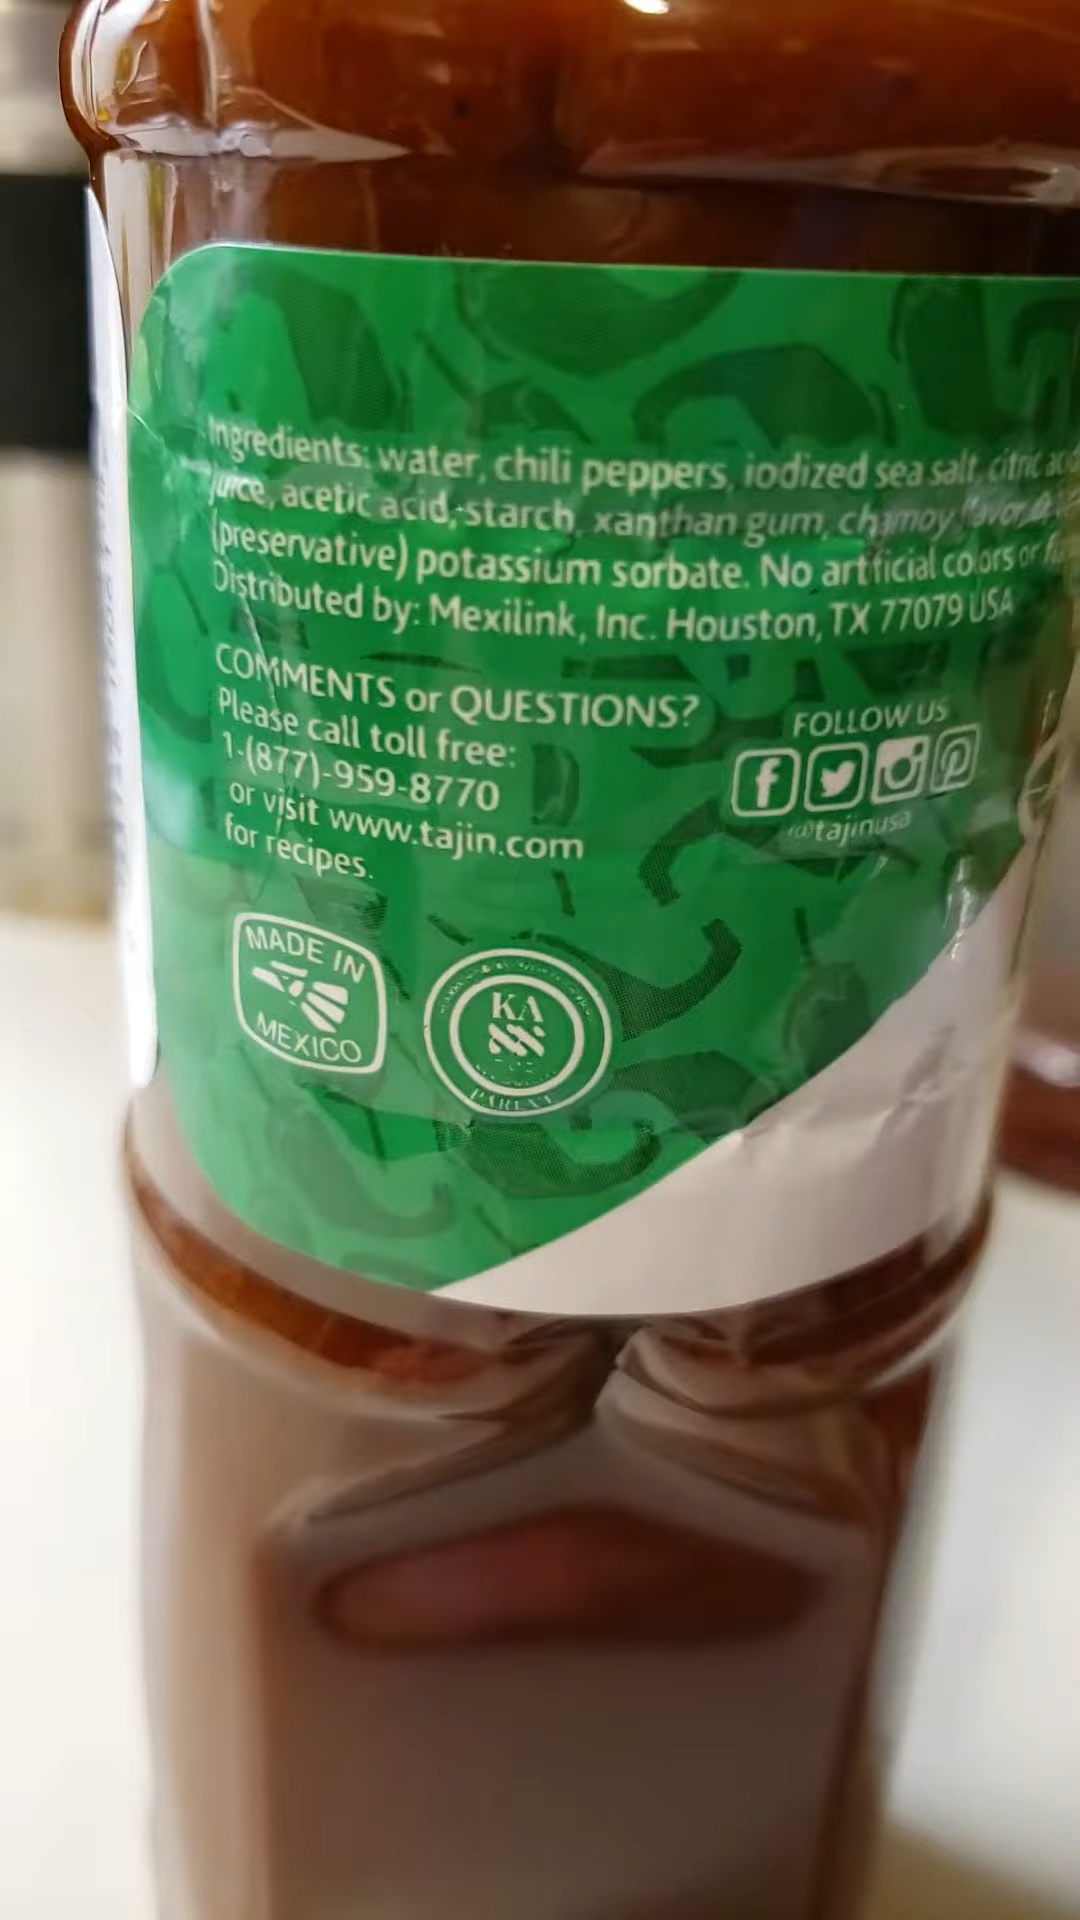 Ingredients: water, chili peppers, iodized sea salt, citric
juice, acetic acid, starch, xanthan gum, chamoy
(preservative) potassium sorbate. No artificial colors or
Distributed by: Mexilink, Inc. Houston, TX 77079 USA
COMMENTS or QUESTIONS?
Please call toll free:
1-(877)-959-8770
or visit www.tajin.com
for recipes.
FOLLOW US
@tajinusa
MADE IN
MEXICO
KA